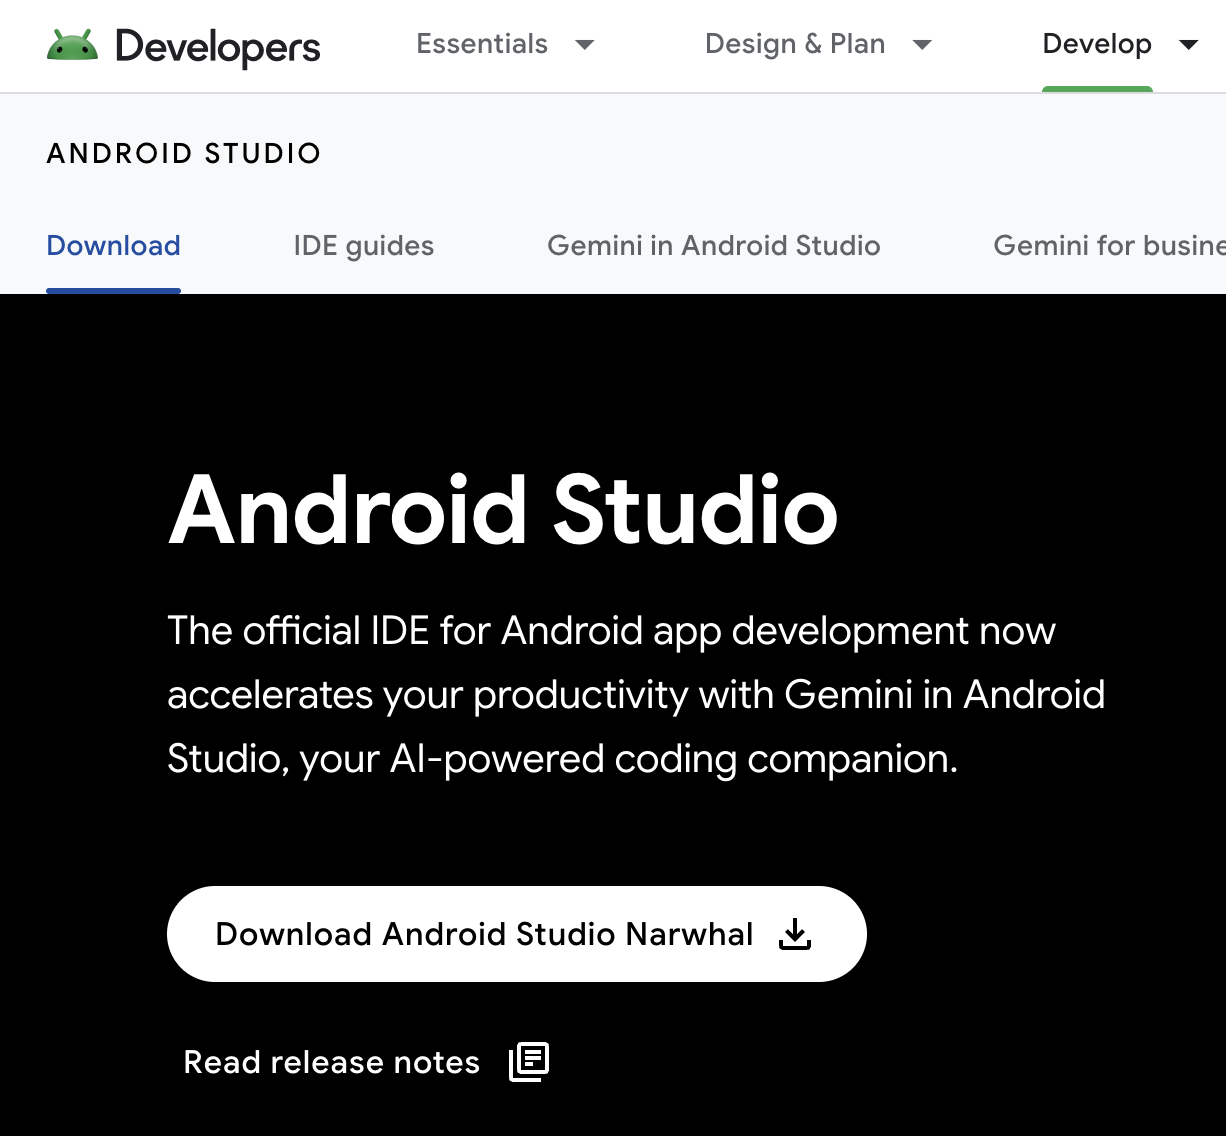 Developers
Essentials
Design & Plan
Develop
ANDROID STUDIO
Download
IDE guides
Gemini in Android Studio
Gemini for busine
Android Studio
The official IDE for Android app development now
accelerates your productivity with Gemini in Android
Studio, your AI-powered coding companion.
Download Android Studio Narwhal
Read release notes